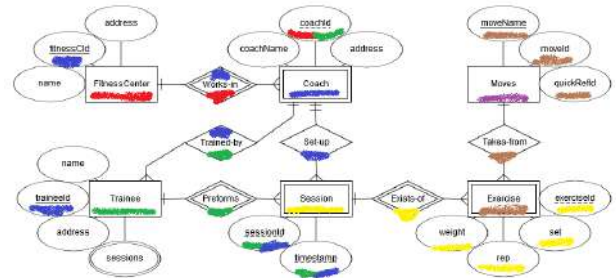 address
coachId
moveName
fitnessCId
coachName
address
moveId
name
FitnessCenter
Works-in
Coach
Moves
quickRefId
Trained-by
Set-up
Takes-from
name
traineeId
Trainee
Preforms
Session
Exists-of
Exercise
exerciseId
address
sessionId
weight
set
sessions
timestamp
rep